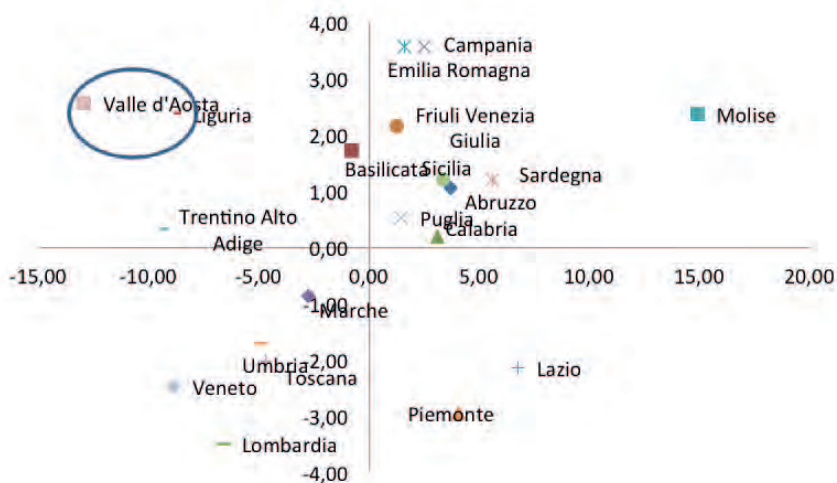 4,00
Campania
Emilia Romagna
3,00
Valle d'Aosta
Liguria
Friuli Venezia
Giulia
Molise
2,00
Basilicata
Sicilia
Sardegna
1,00
Abruzzo
Trentino Alto
Adige
Puglia
Calabria
0,00
-15,00 -10,00 -5,00 0,00 5,00 10,00 15,00 20,00
-1,00
Marche
Umbria
-2,00
Toscana
Lazio
Veneto
-3,00
Piemonte
Lombardia
-4,00